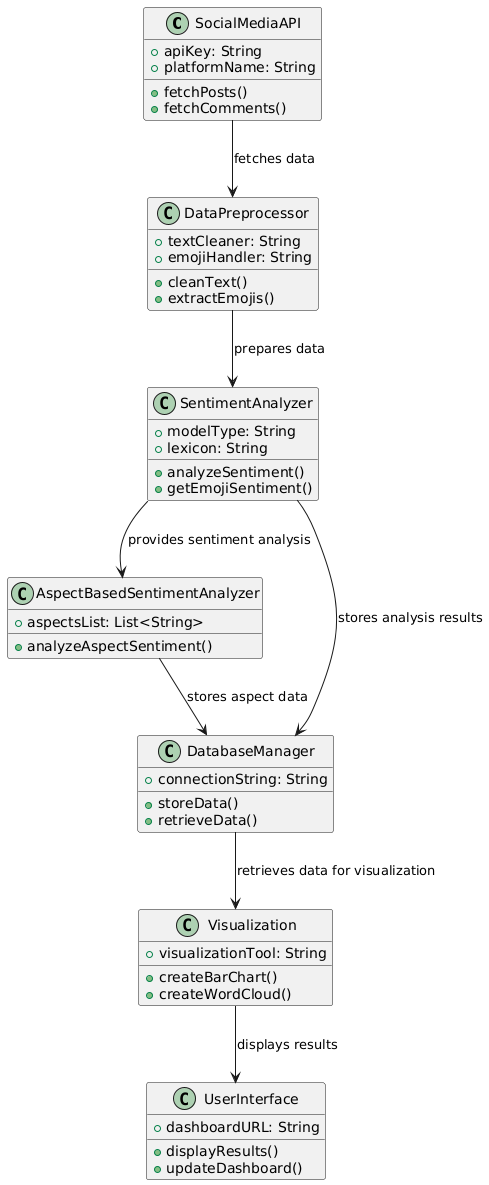 C SocialMediaAPI
apiKey: String
platformName: String
fetchPosts()
fetchComments()
fetches data
C DataPreprocessor
textCleaner: String
emojiHandler: String
cleanText()
extractEmojis()
prepares data
C SentimentAnalyzer
modelType: String
lexicon: String
analyzeSentiment()
getEmojiSentiment()
provides sentiment analysis
C AspectBasedSentimentAnalyzer
aspectsList: List<String>
analyzeAspectSentiment()
stores analysis results
stores aspect data
C DatabaseManager
connectionString: String
storeData()
retrieveData()
retrieves data for visualization
C Visualization
visualizationTool: String
createBarChart()
createWordCloud()
displays results
C UserInterface
dashboardURL: String
displayResults()
updateDashboard()